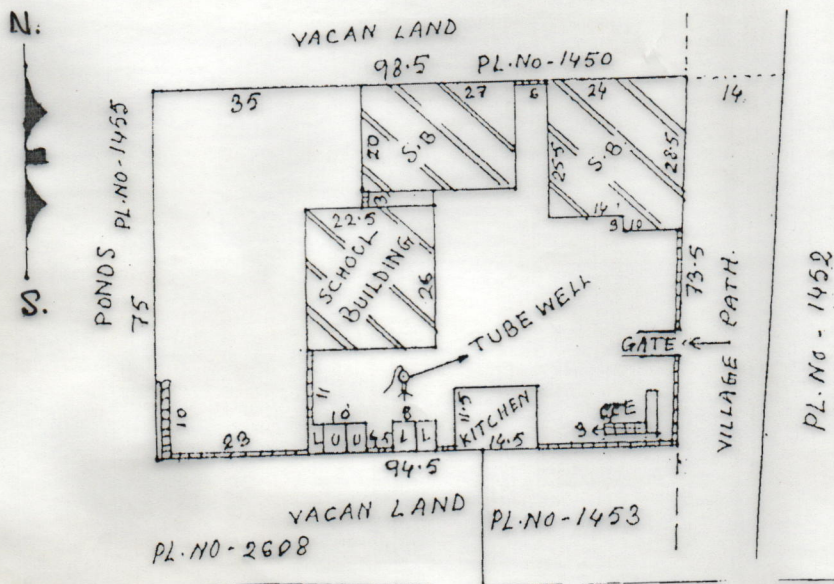 N.
VACAN LAND
98.5
PL.No-1450
35
27
6
24
14
PL.NO-1455
PONDS
75
20
S.B
25.5
S.B
28.5
3
14'
9
10
22.5
SCHOOL
BUILDING
26
S.
73.5
TUBE WELL
GATE
VILLAGE PATH.
PL.No-1452
11
10
10'
8
11.5
KITCHEN
14.5
9
23
L
U
U
4.5
L
L
94.5
VACAN LAND
PL.NO-1453
PL.NO-2608